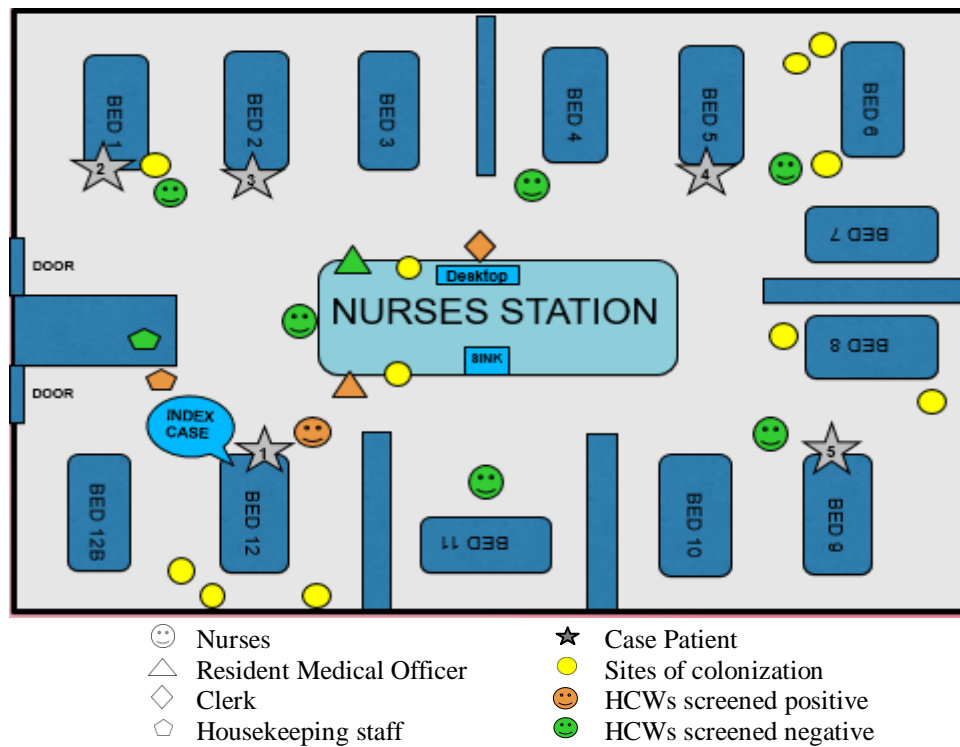 BED 1
BED 2
BED 3
BED 4
BED 5
BED 6
2
3
4
BED 7
DOOR
Desktop
NURSES STATION
SINK
BED 8
DOOR
INDEX
CASE
1
5
BED 12B
BED 12
BED 11
BED 10
BED 9
Nurses
Case Patient
Resident Medical Officer
Sites of colonization
Clerk
HCWs screened positive
Housekeeping staff
HCWs screened negative